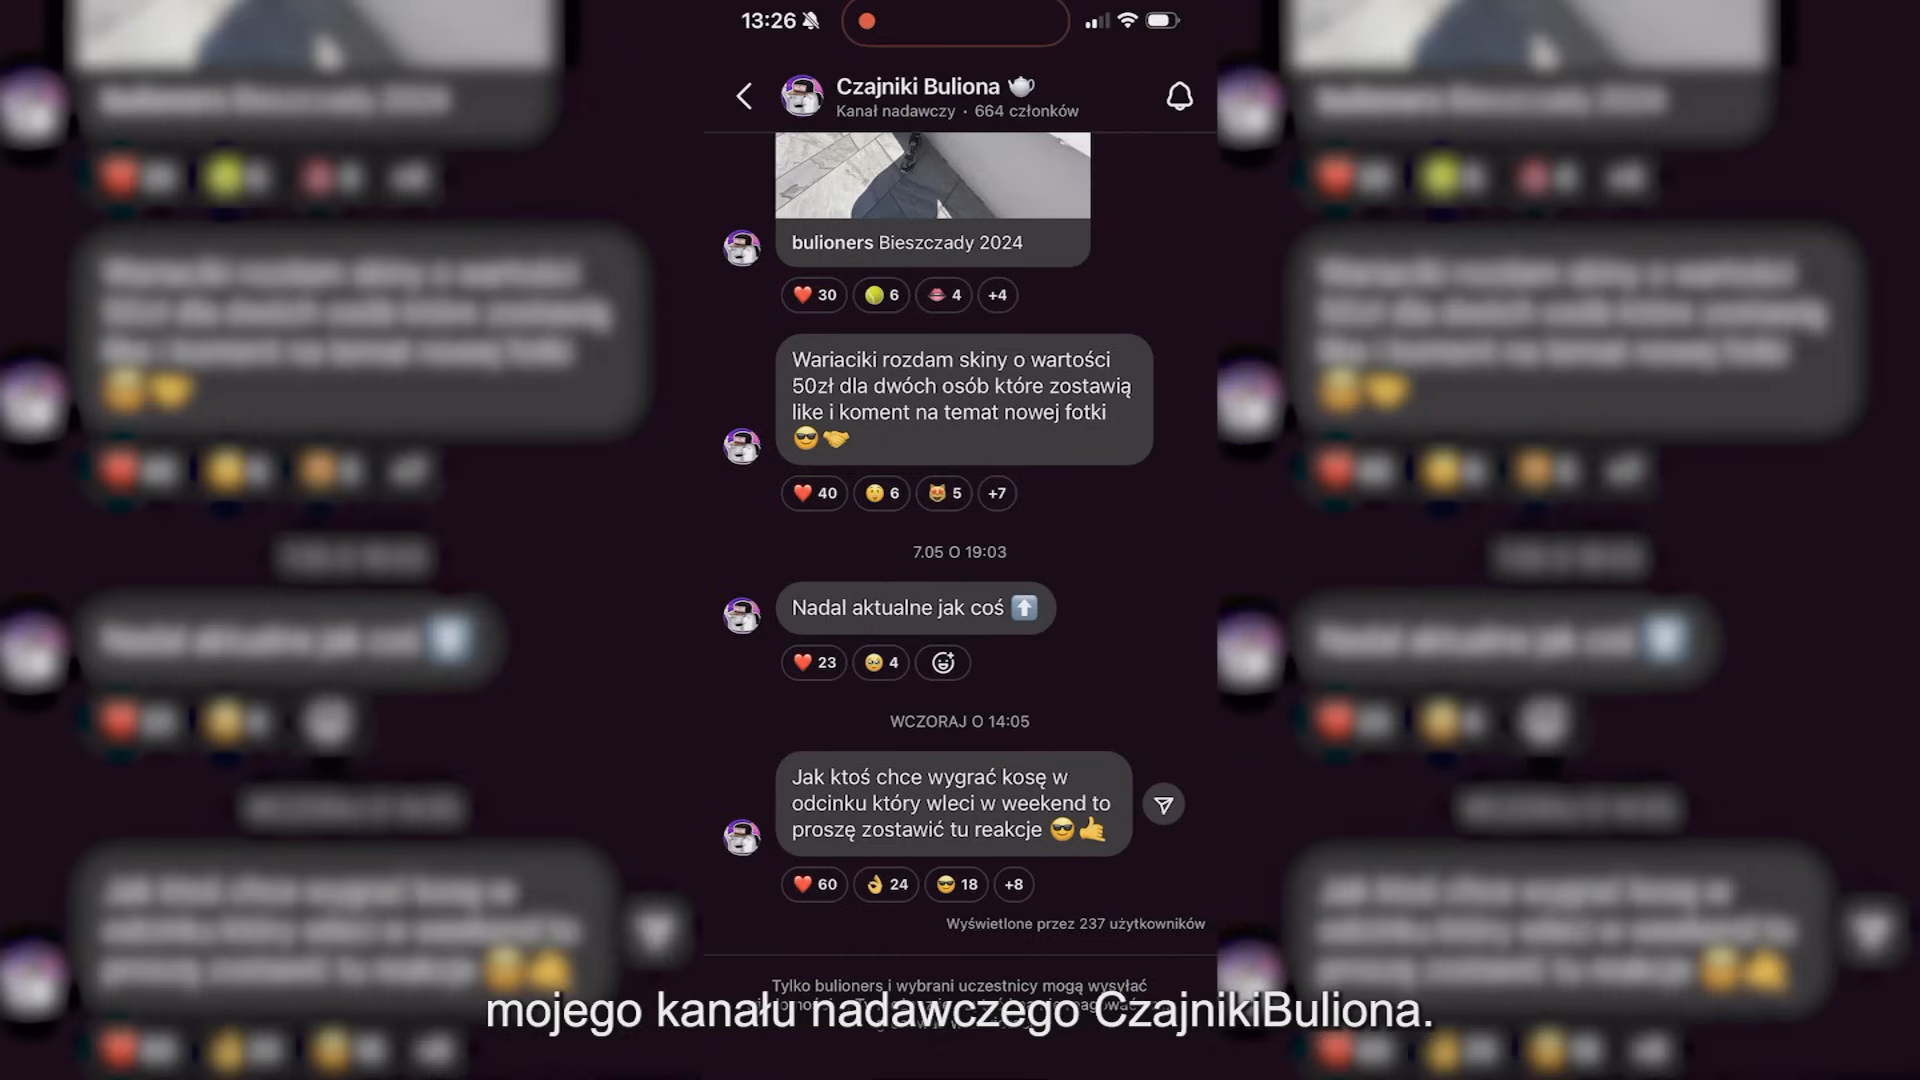 13:26
Czajniki Buliona
Kanał nadawczy · 664 członków
bulioners Bieszczady 2024
30 6 4 +4
Wariaciki rozdam skiny o wartości
50zł dla dwóch osób które zostawią
like i koment na temat nowej fotki
40 6 5 +7
7.05 O 19:03
Nadal aktualne jak coś
23 4
WCZORAJ O 14:05
Jak ktoś chce wygrać kosę w
odcinku który wleci w weekend to
proszę zostawić tu reakcje
60 24 18 +8
Wyświetlone przez 237 użytkowników
Tylko bulioners i wybrani uczestnicy mogą wysyłać
mojego kanału nadawczego CzajnikiBuliona.